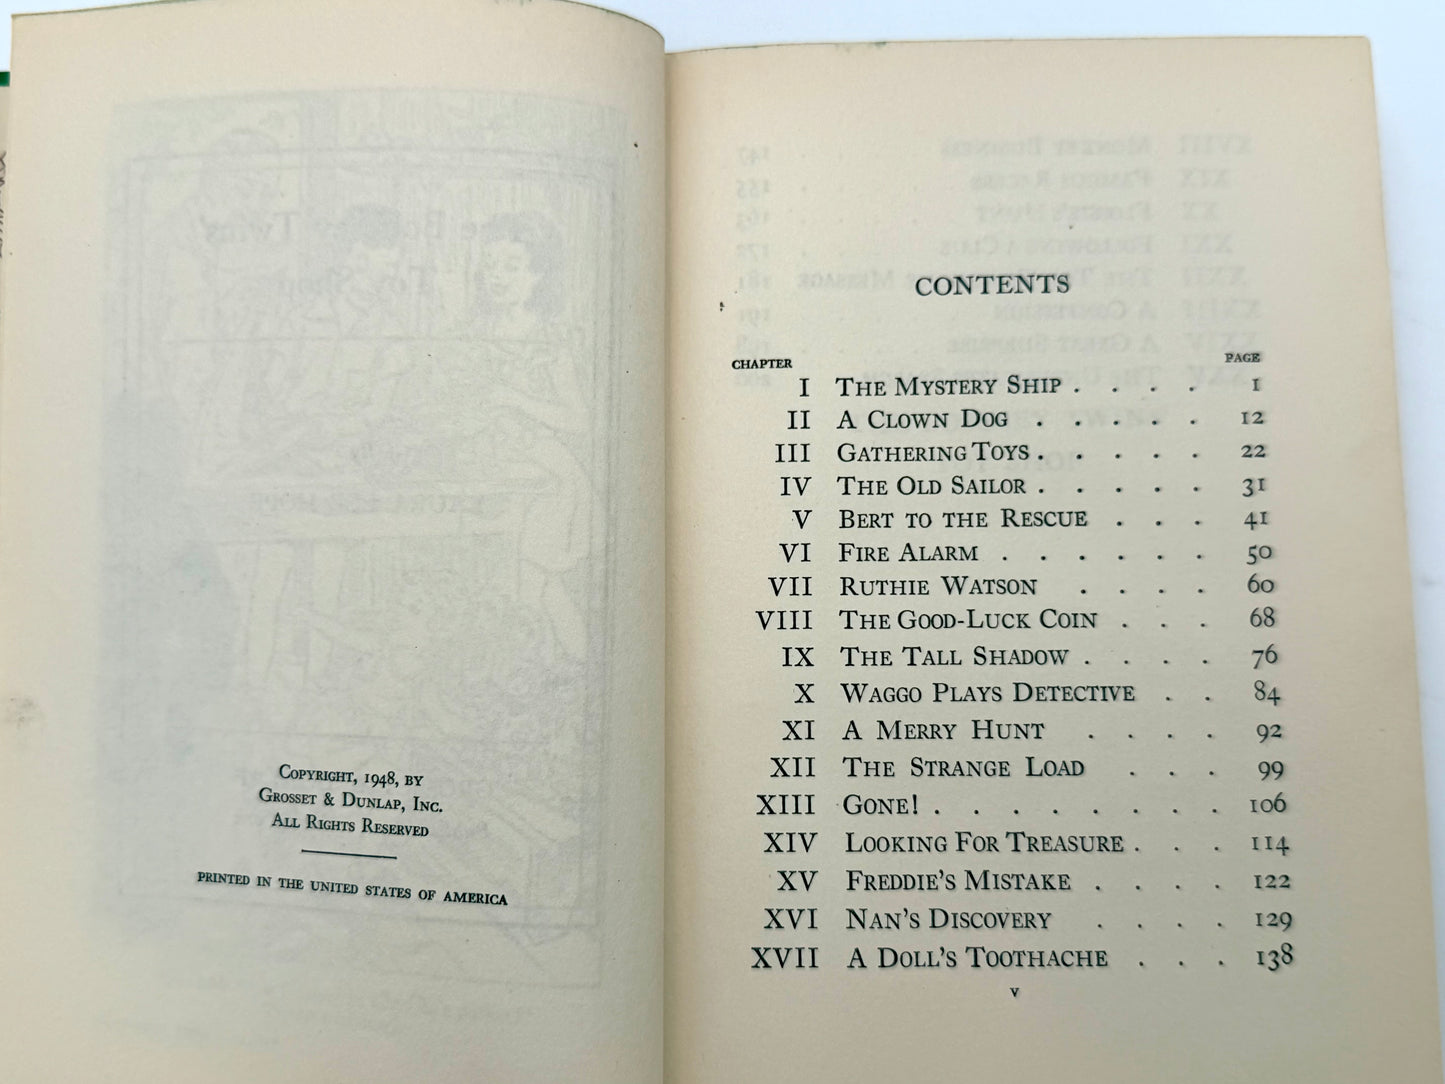 COPYRIGHT, 1948, BY
GROSSET & DUNLAP, INC.
ALL RIGHTS RESERVED
PRINTED IN THE UNITED STATES OF AMERICA
CONTENTS
CHAPTER PAGE
I THE MYSTERY SHIP . . . . 1
II A CLOWN DOG . . . . . 12
III GATHERING TOYS . . . . . 22
IV THE OLD SAILOR . . . . . 31
V BERT TO THE RESCUE . . . 41
VI FIRE ALARM . . . . . . 50
VII RUTHIE WATSON . . . . 60
VIII THE GOOD-LUCK COIN . . . 68
IX THE TALL SHADOW . . . . 76
X WAGGO PLAYS DETECTIVE . . 84
XI A MERRY HUNT . . . . 92
XII THE STRANGE LOAD . . . 99
XIII GONE! . . . . . . . . 106
XIV LOOKING FOR TREASURE . . . 114
XV FREDDIE'S MISTAKE . . . . 122
XVI NAN'S DISCOVERY . . . . 129
XVII A DOLL'S TOOTHACHE . . . 138
v